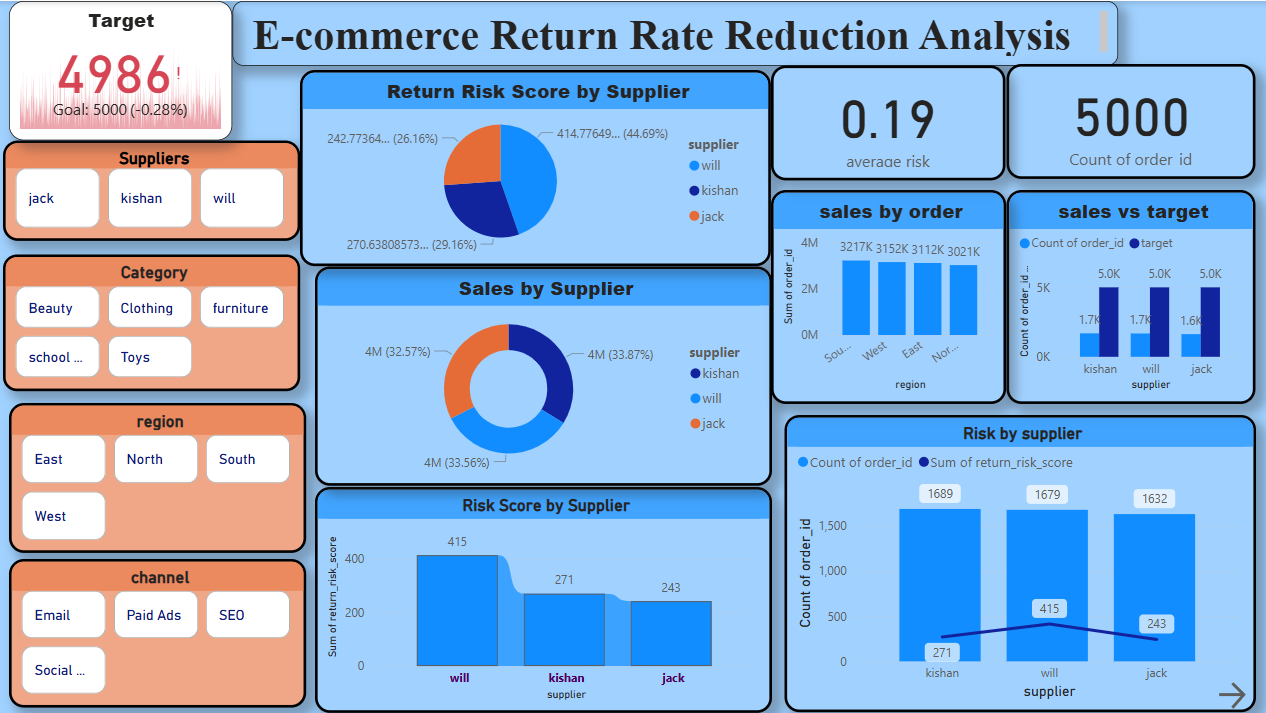 Target
4986!
Goal: 5000 (-0.28%)
E-commerce Return Rate Reduction Analysis
Suppliers
jack
kishan
will
Category
Beauty
Clothing
furniture
school ...
Toys
region
East
North
South
West
channel
Email
Paid Ads
SEO
Social ...
Return Risk Score by Supplier
242.77364... (26.16%)
414.77649... (44.69%)
270.63808573... (29.16%)
supplier
will
kishan
jack
Sales by Supplier
4M (32.57%)
4M (33.87%)
4M (33.56%)
supplier
kishan
will
jack
Risk Score by Supplier
Sum of return_risk_score
400
200
0
415
271
243
will
kishan
jack
supplier
0.19
average risk
5000
Count of order_id
sales by order
Sum of order_id
4M
2M
0M
3217K
3152K
3112K
3021K
Sou...
West
East
Nor...
region
sales vs target
Count of order_id
target
Count of order_id ...
5K
0K
1.7K
5.0K
1.7K
5.0K
1.6K
5.0K
kishan
will
jack
supplier
Risk by supplier
Count of order_id
Sum of return_risk_score
Count of order_id
1,500
1,000
500
0
1689
1679
1632
271
415
243
kishan
will
jack
supplier